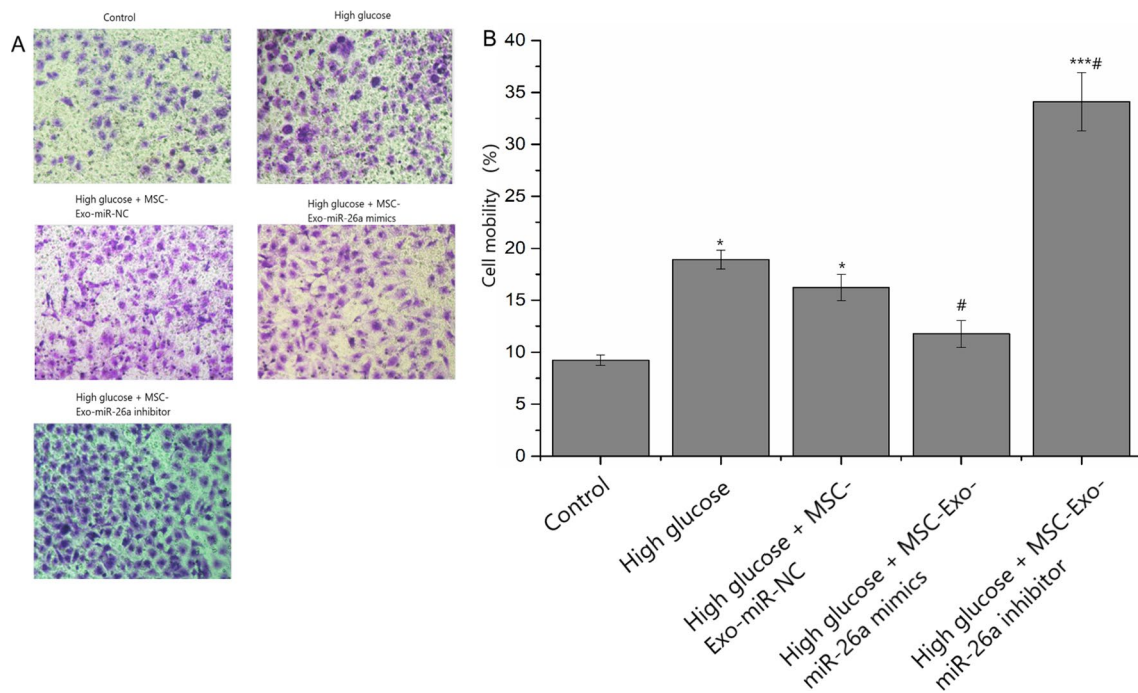 A
Control
High glucose
High glucose + MSC-
Exo-miR-NC
High glucose + MSC-
Exo-miR-26a mimics
High glucose + MSC-
Exo-miR-26a inhibitor
B
Cell mobility (%)
40
35
30
25
20
15
10
5
0
*
*
#
***#
Control
High glucose
High glucose + MSC-
Exo-miR-NC
High glucose + MSC-Exo-
miR-26a mimics
High glucose + MSC-Exo-
miR-26a inhibitor